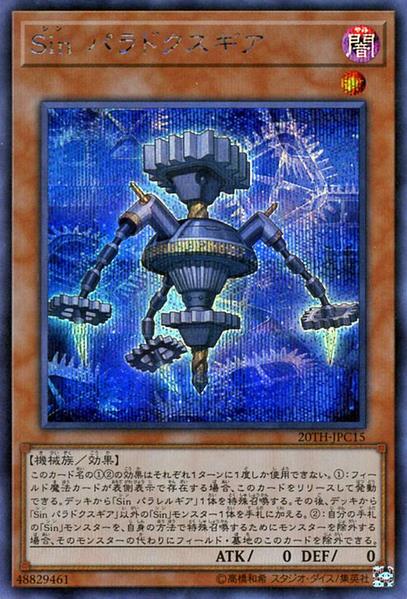 Sin パラドクスギア
闇
20TH-JPC15
【機械族／効果】
このカード名の①②の効果はそれぞれ1ターンに1度しか使用できない。①：フィー
ルド魔法カードが表側表示で存在する場合、このカードをリリースして発動
できる。デッキから「Sin パラレルギア」1体を特殊召喚する。その後、デッキから
「Sin パラドクスギア」以外の「Sin」モンスター1体を手札に加える。②：自分の手札
の「Sin」モンスターを、自身の方法で特殊召喚するためにモンスターを除外する
場合、そのモンスターの代わりにフィールド・墓地のこのカードを除外できる。
ATK/ 0 DEF/ 0
48829461
©高橋和希 スタジオ・ダイス/集英社